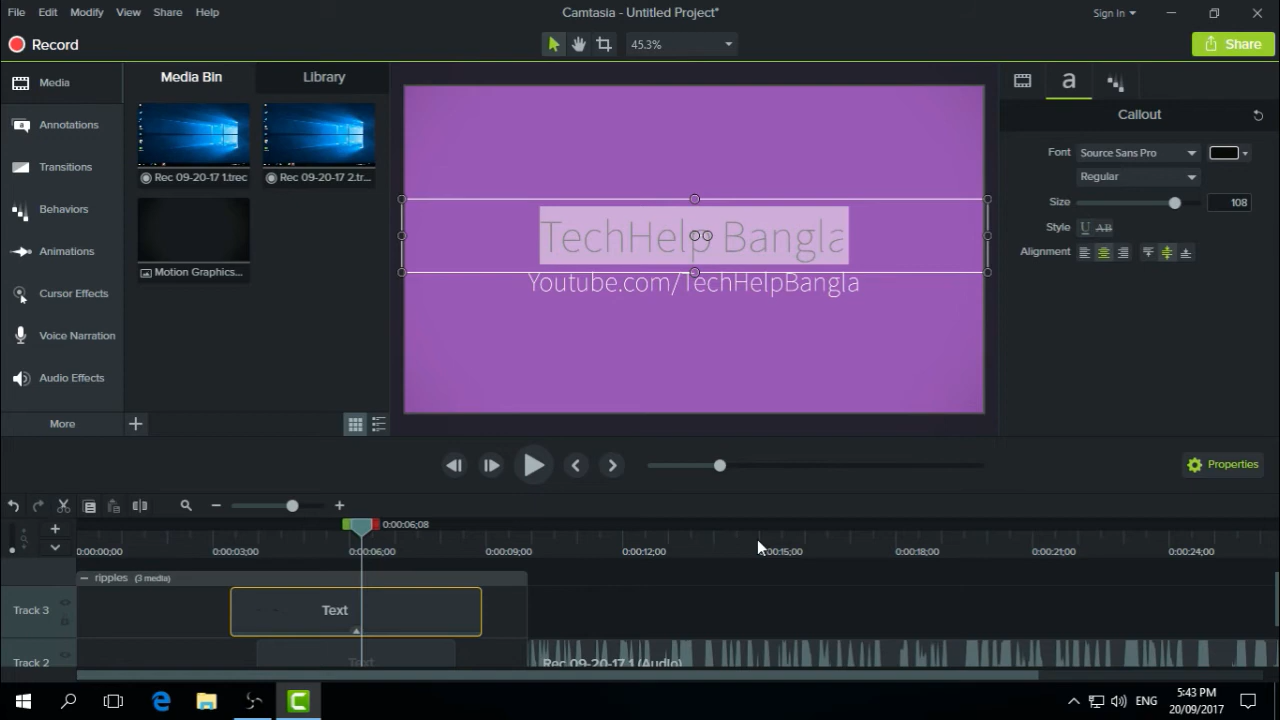 File Edit Modify View Share Help
Camtasia - Untitled Project*
Sign In
Record
45.3%
Share
Media
Media Bin
Library
a
Callout
Annotations
Font Source Sans Pro
Transitions
Rec 09-20-17 1.trec
Rec 09-20-17 2.tr...
Regular
Size 108
Behaviors
Style U AB
TechHelp Bangla
Animations
Alignment
Motion Graphics...
Youtube.com/TechHelpBangla
Cursor Effects
Voice Narration
Audio Effects
More
Properties
0:00:06;08
0:00:00;00 0:00:03;00 0:00:06;00 0:00:09;00 0:00:12;00 0:00:15;00 0:00:18;00 0:00:21;00 0:00:24;00
ripples (3 media)
Track 3
Text
Track 2
Text
Rec 09-20-17 1 (Audio)
ENG
5:43 PM
20/09/2017